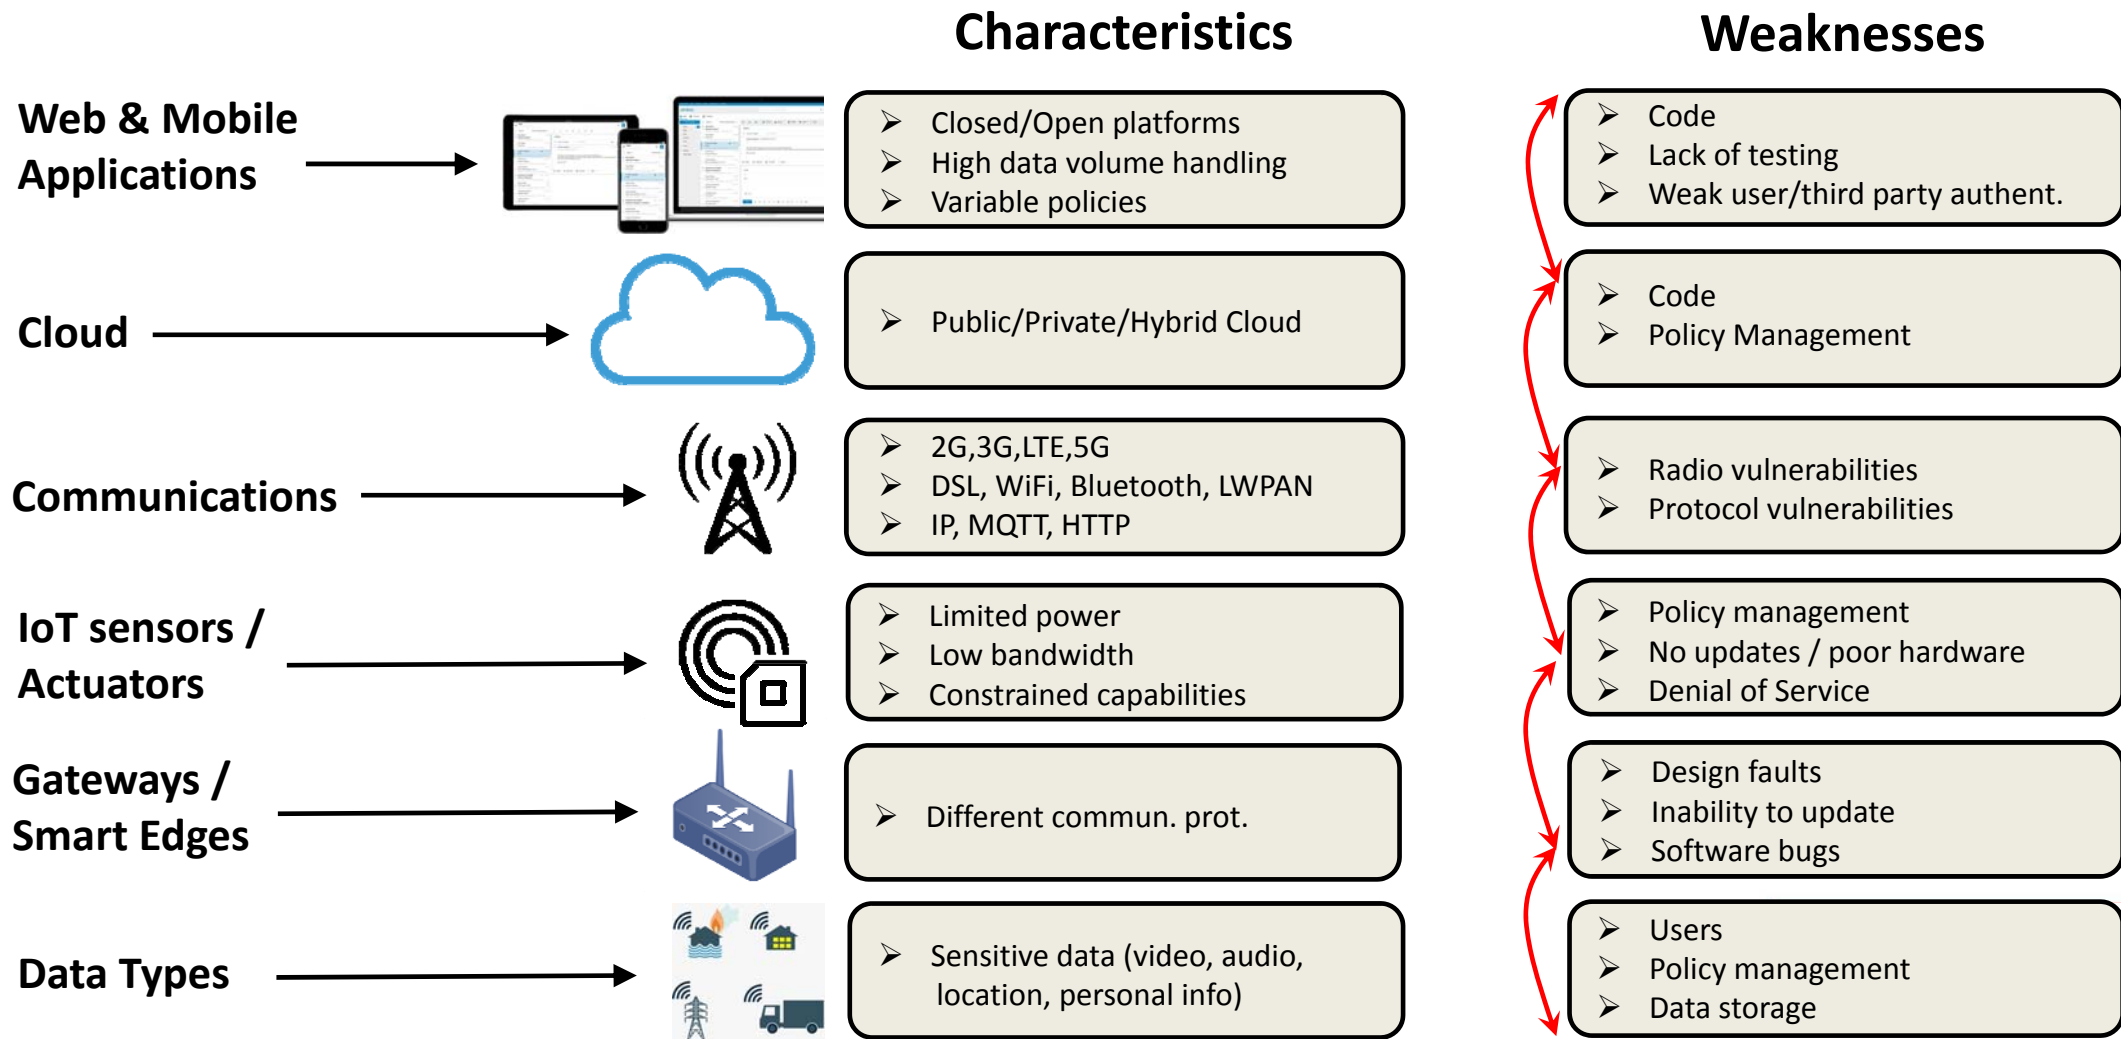 Characteristics
Weaknesses
Web & Mobile
Applications
➢ Closed/Open platforms
➢ High data volume handling
➢ Variable policies
➢ Code
➢ Lack of testing
➢ Weak user/third party authent.
Cloud
➢ Public/Private/Hybrid Cloud
➢ Code
➢ Policy Management
Communications
➢ 2G,3G,LTE,5G
➢ DSL, WiFi, Bluetooth, LWPAN
➢ IP, MQTT, HTTP
➢ Radio vulnerabilities
➢ Protocol vulnerabilities
IoT sensors /
Actuators
➢ Limited power
➢ Low bandwidth
➢ Constrained capabilities
➢ Policy management
➢ No updates / poor hardware
➢ Denial of Service
Gateways /
Smart Edges
➢ Different commun. prot.
➢ Design faults
➢ Inability to update
➢ Software bugs
Data Types
➢ Sensitive data (video, audio,
location, personal info)
➢ Users
➢ Policy management
➢ Data storage